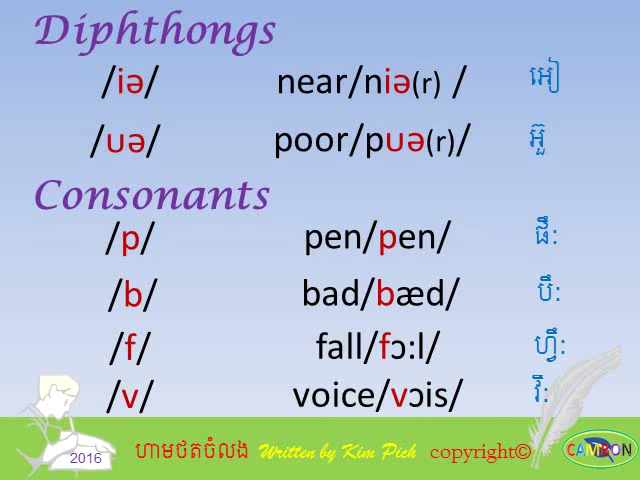 Diphthongs
/iə/ near/niə(r) / អៀ
/ʊə/ poor/pʊə(r)/ អ៊ួ
Consonants
/p/ pen/pen/ ផឹៈ
/b/ bad/bæd/ បឹៈ
/f/ fall/fɔ:l/ ហ្វឹៈ
/v/ voice/vɔis/ វឹៈ
2016 ហាមថតចំលង Written by Kim Pich copyright© CAMBON